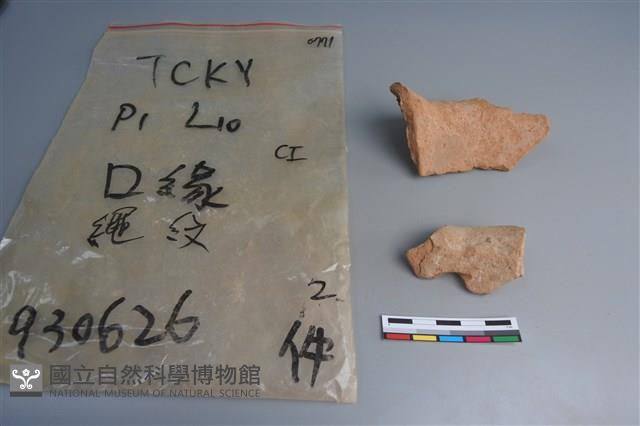 0771
TCKY
P1 L10
CI
口緣
繩紋
930626
2
件
國立自然科學博物館
NATIONAL MUSEUM OF NATURAL SCIENCE